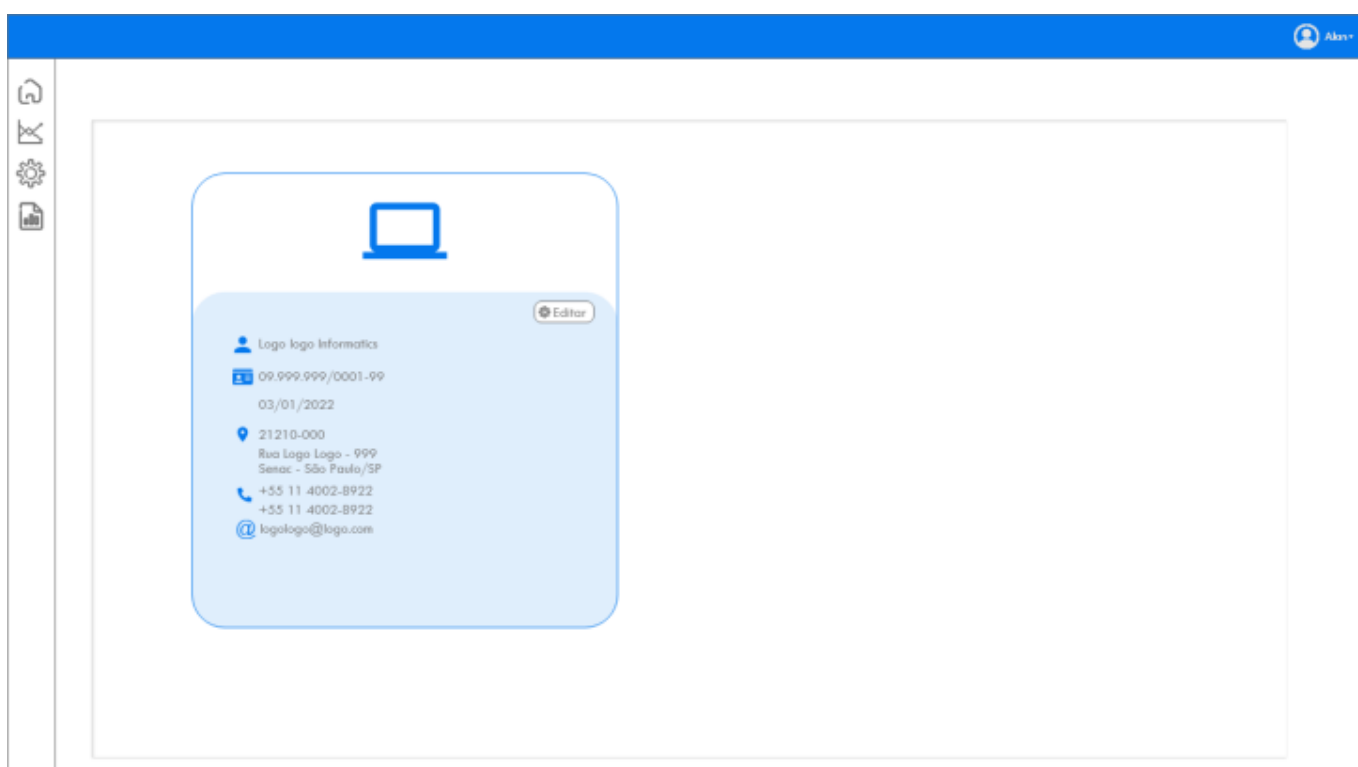 Alan
Editar
Logo logo Informatics
09.999.999/0001-99
03/01/2022
21210-000
Rua Logo Logo - 999
Senac - São Paulo/SP
+55 11 4002-8922
+55 11 4002-8922
logologo@logo.com